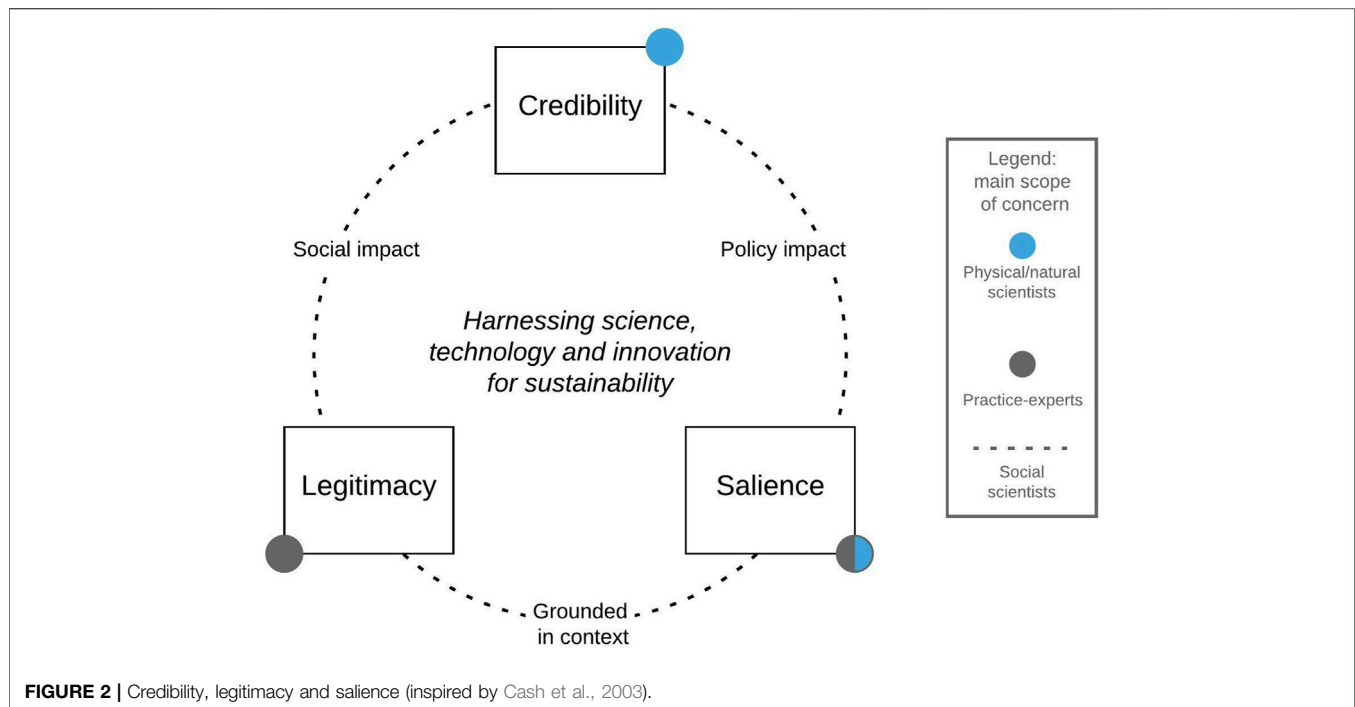 Credibility
Social impact
Policy impact
Harnessing science,
technology and innovation
for sustainability
Legitimacy
Salience
Grounded
in context
Legend:
main scope
of concern
Physical/natural
scientists
Practice-experts
Social
scientists
FIGURE 2 | Credibility, legitimacy and salience (inspired by Cash et al., 2003).